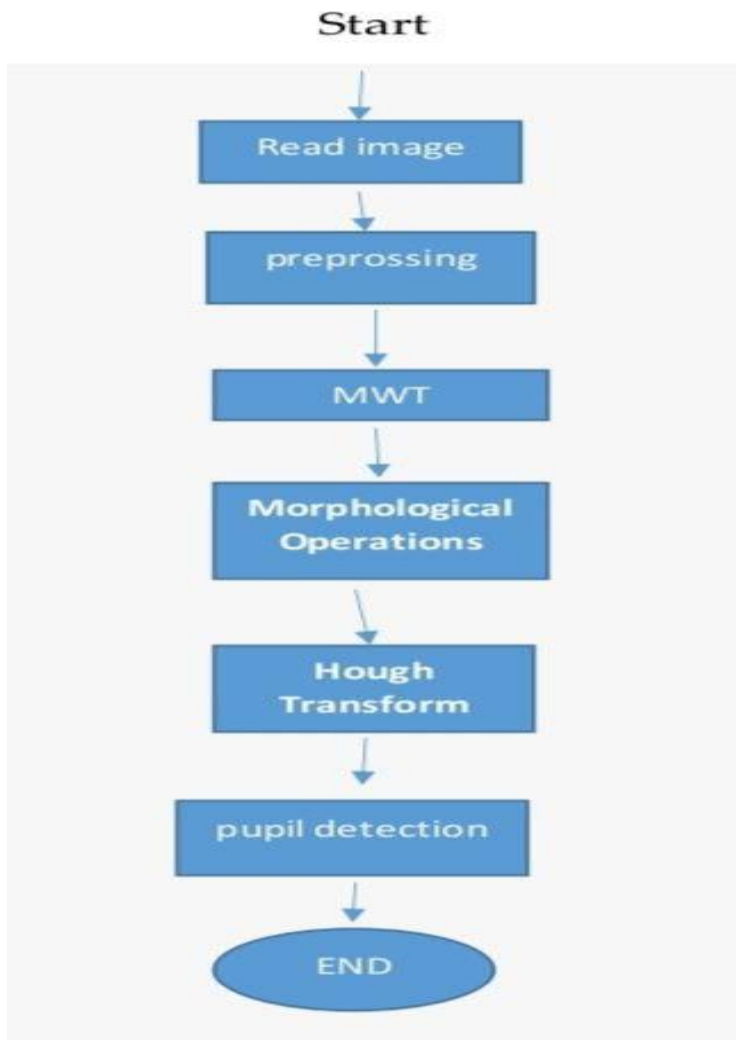 Start
Read image
preprossing
MWT
Morphological
Operations
Hough
Transform
pupil detection
END